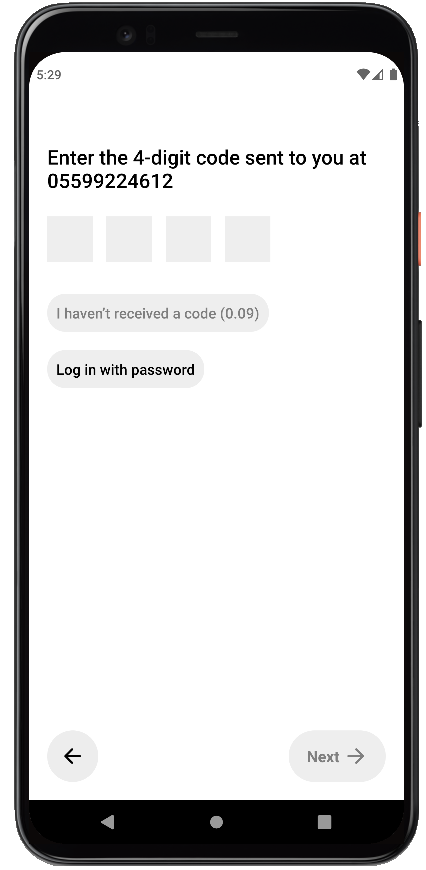 5:29
Enter the 4-digit code sent to you at
05599224612
I haven't received a code (0.09)
Log in with password
Next